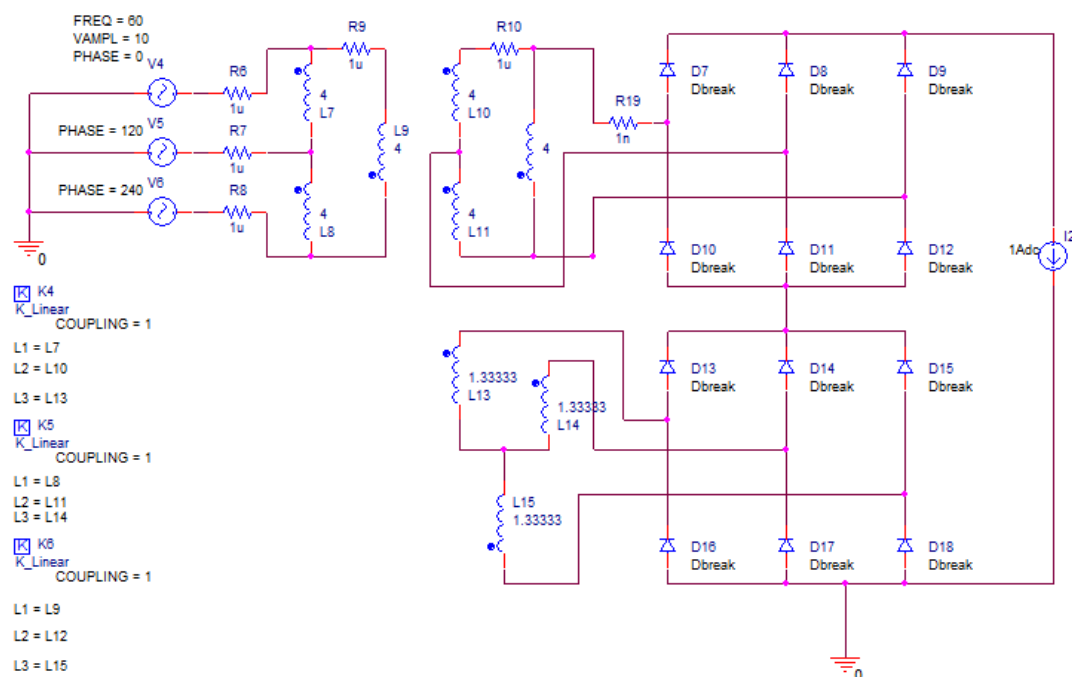 FREQ = 60
VAMPL = 10
PHASE = 0
V4
R6
1u
R9
1u
4
L7
L9
4
PHASE = 120
V5
R7
1u
PHASE = 240
V6
R8
1u
4
L8
0
R10
1u
4
L10
4
4
L11
R19
1n
D7
Dbreak
D8
Dbreak
D9
Dbreak
D10
Dbreak
D11
Dbreak
D12
Dbreak
I2
1Adc
K K4
K_Linear
COUPLING = 1
L1 = L7
L2 = L10
L3 = L13
K K5
K_Linear
COUPLING = 1
L1 = L8
L2 = L11
L3 = L14
K K6
K_Linear
COUPLING = 1
L1 = L9
L2 = L12
L3 = L15
1.33333
L13
1.33333
L14
L15
1.33333
D13
Dbreak
D14
Dbreak
D15
Dbreak
D16
Dbreak
D17
Dbreak
D18
Dbreak
0